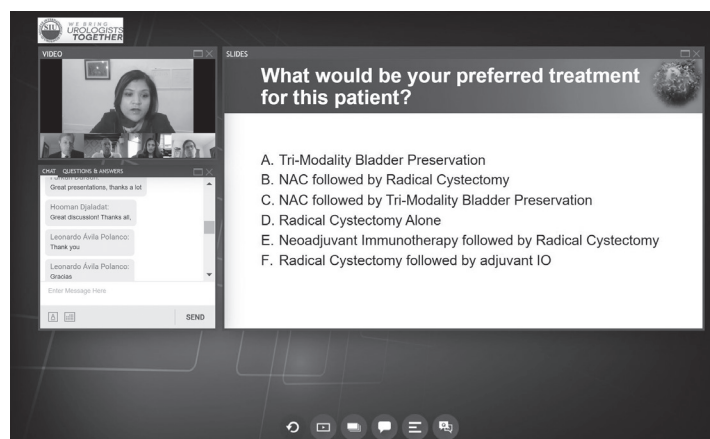 SIU
WE BRING
UROLOGISTS
TOGETHER
VIDEO
SLIDES
What would be your preferred treatment
for this patient?
A. Tri-Modality Bladder Preservation
B. NAC followed by Radical Cystectomy
C. NAC followed by Tri-Modality Bladder Preservation
D. Radical Cystectomy Alone
E. Neoadjuvant Immunotherapy followed by Radical Cystectomy
F. Radical Cystectomy followed by adjuvant IO
CHAT QUESTIONS & ANSWERS
Great presentations, thanks a lot
Hooman Djaladat:
Great discussion! Thanks all,
Leonardo Ávila Polanco:
Thank you
Leonardo Ávila Polanco:
Gracias
Enter Message Here
SEND